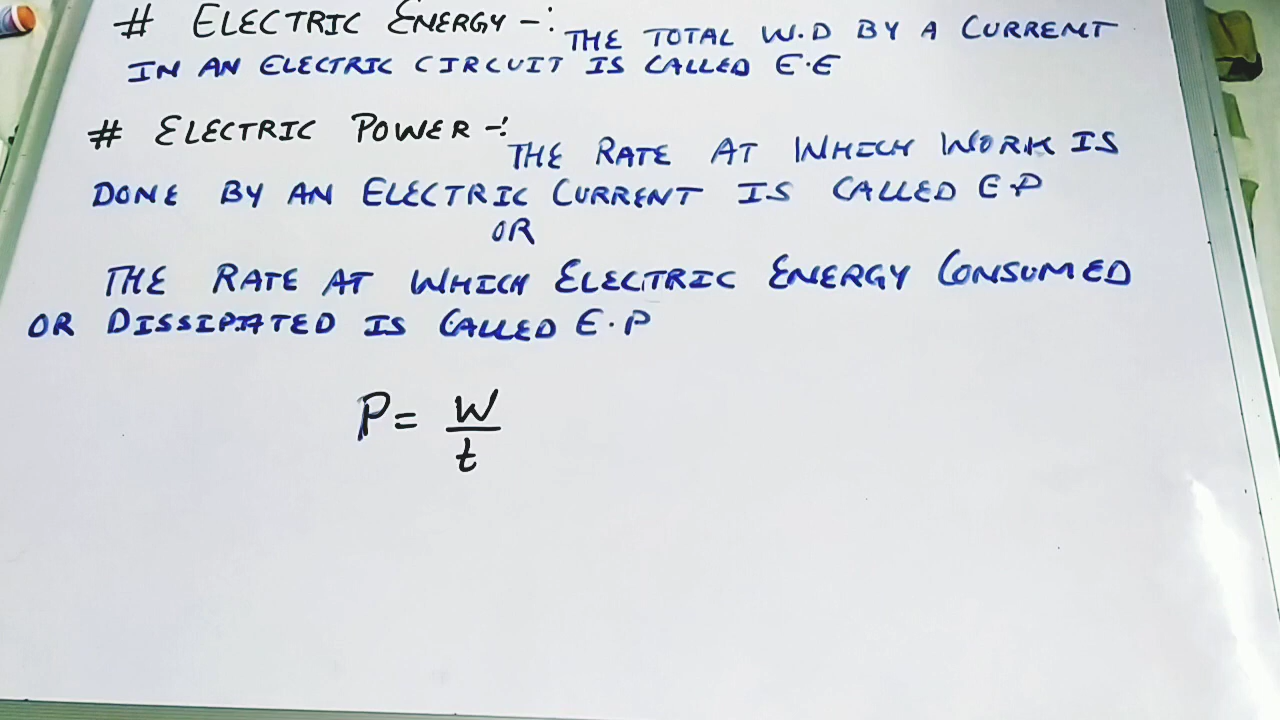 # ELECTRIC ENERGY -: THE TOTAL W.D BY A CURRENT
IN AN ELECTRIC CIRCUIT IS CALLED E.E
# ELECTRIC POWER -: THE RATE AT WHICH WORK IS
DONE BY AN ELECTRIC CURRENT IS CALLED E.P
OR
THE RATE AT WHICH ELECTRIC ENERGY CONSUMED
OR DISSIPATED IS CALLED E.P
P = W
t